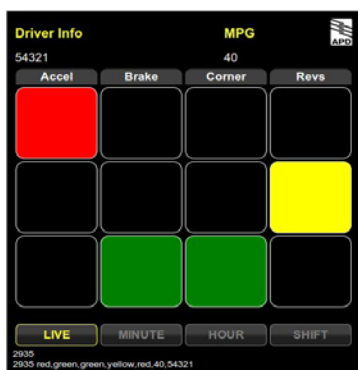 Driver Info MPG
APD
54321 40
Accel Brake Corner Revs
LIVE MINUTE HOUR SHIFT
2935
2935 red,green,green,yellow,red,40,54321